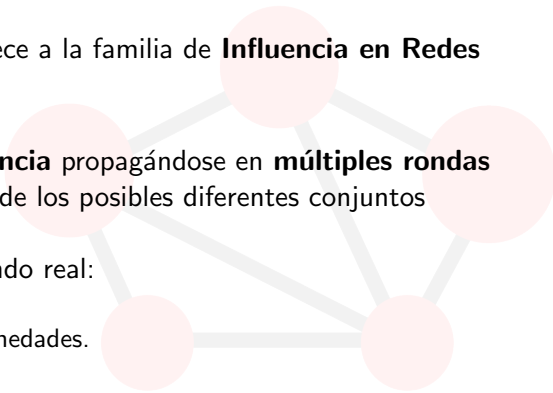 ece a la familia de Influencia en Redes
ncia propagándose en múltiples rondas
de los posibles diferentes conjuntos
ndo real:
nedades.